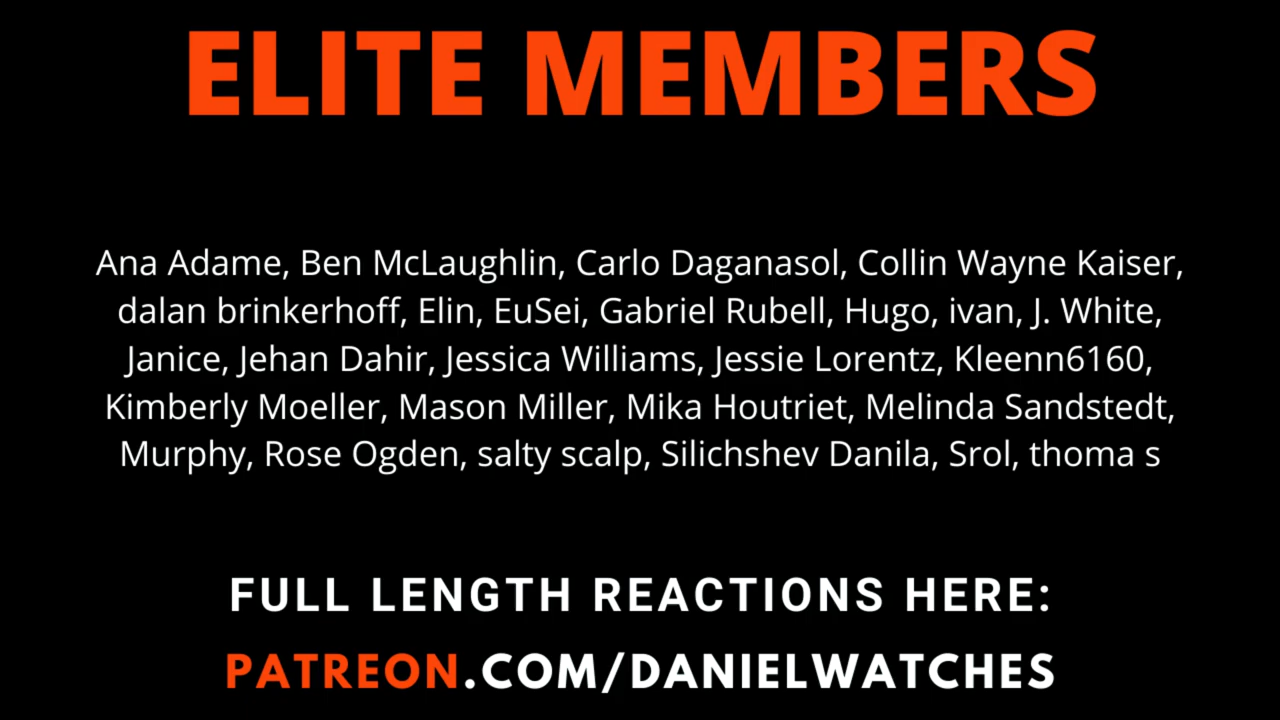 ELITE MEMBERS
Ana Adame, Ben McLaughlin, Carlo Daganasol, Collin Wayne Kaiser,
dalan brinkerhoff, Elin, EuSei, Gabriel Rubell, Hugo, ivan, J. White,
Janice, Jehan Dahir, Jessica Williams, Jessie Lorentz, Kleenn6160,
Kimberly Moeller, Mason Miller, Mika Houtriet, Melinda Sandstedt,
Murphy, Rose Ogden, salty scalp, Silichshev Danila, Srol, thoma s
FULL LENGTH REACTIONS HERE:
PATREON.COM/DANIELWATCHES